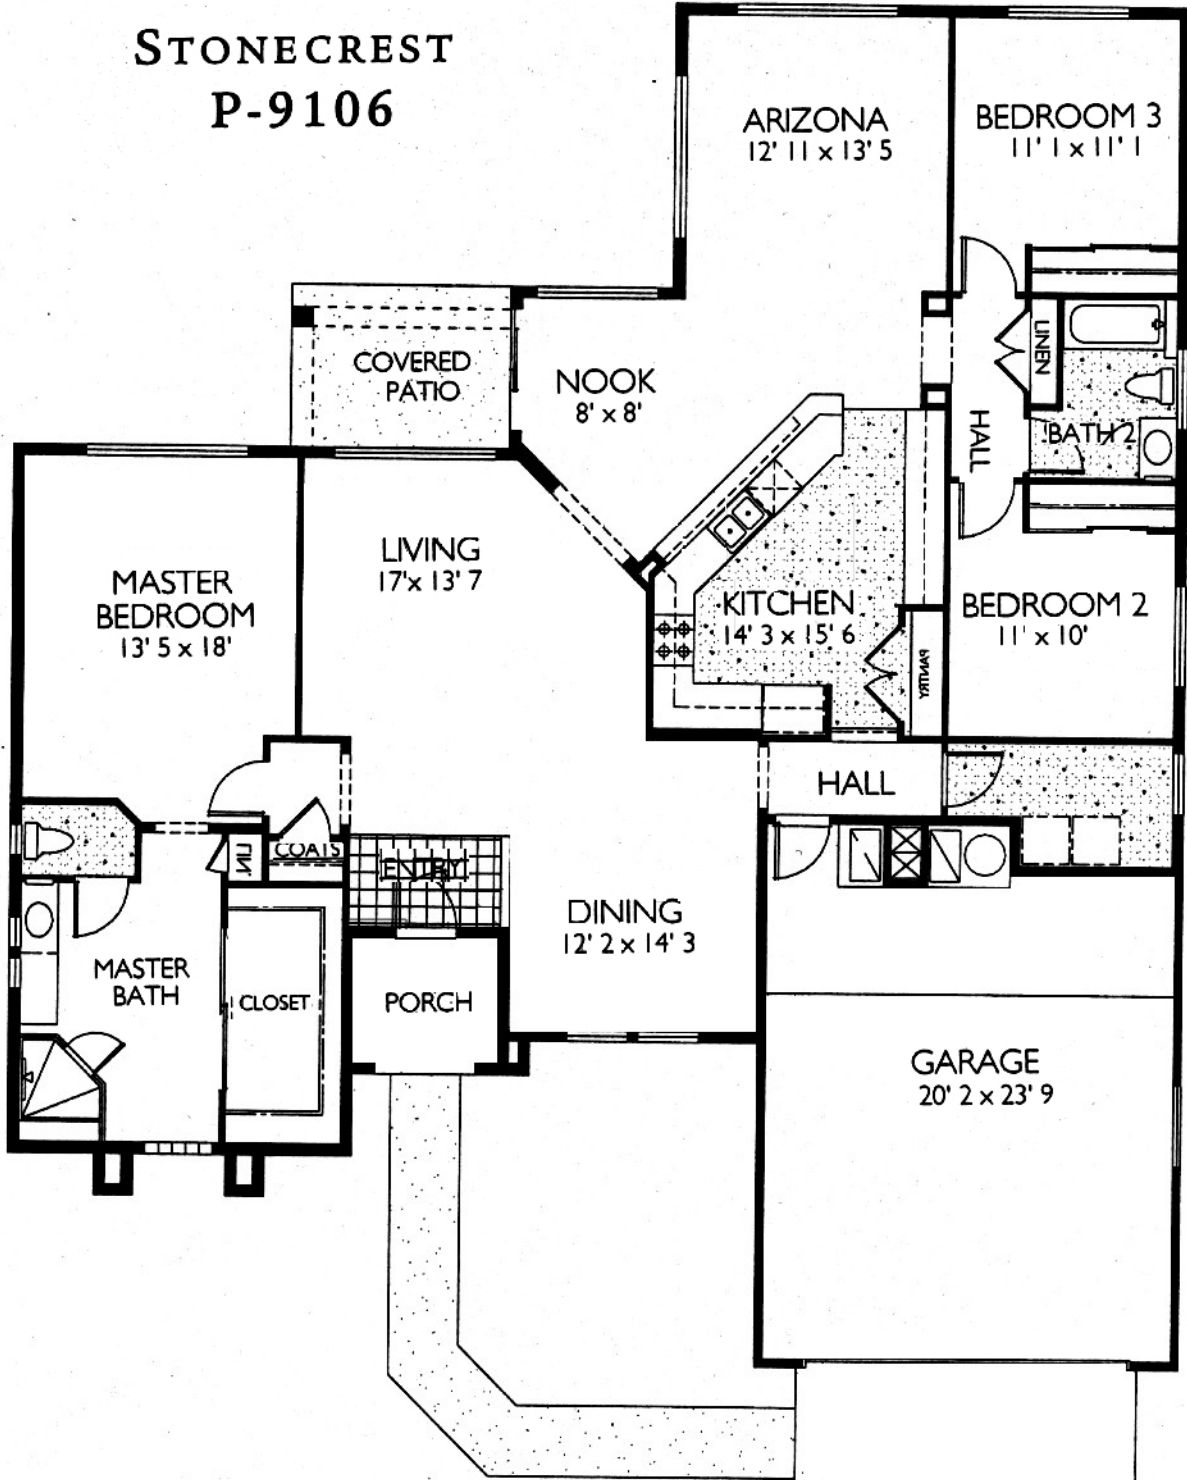 STONECREST
P-9106
ARIZONA
12' 11 x 13' 5
BEDROOM 3
11' 1 x 11' 1
LINEN
COVERED
PATIO
NOOK
8' x 8'
HALL
BATH 2
LIVING
17'x 13' 7
MASTER
BEDROOM
13' 5 x 18'
KITCHEN
14' 3 x 15' 6
PANTRY
BEDROOM 2
11' x 10'
HALL
LIN
COATS
ENTRY
DINING
12' 2 x 14' 3
MASTER
BATH
CLOSET
PORCH
GARAGE
20' 2 x 23' 9